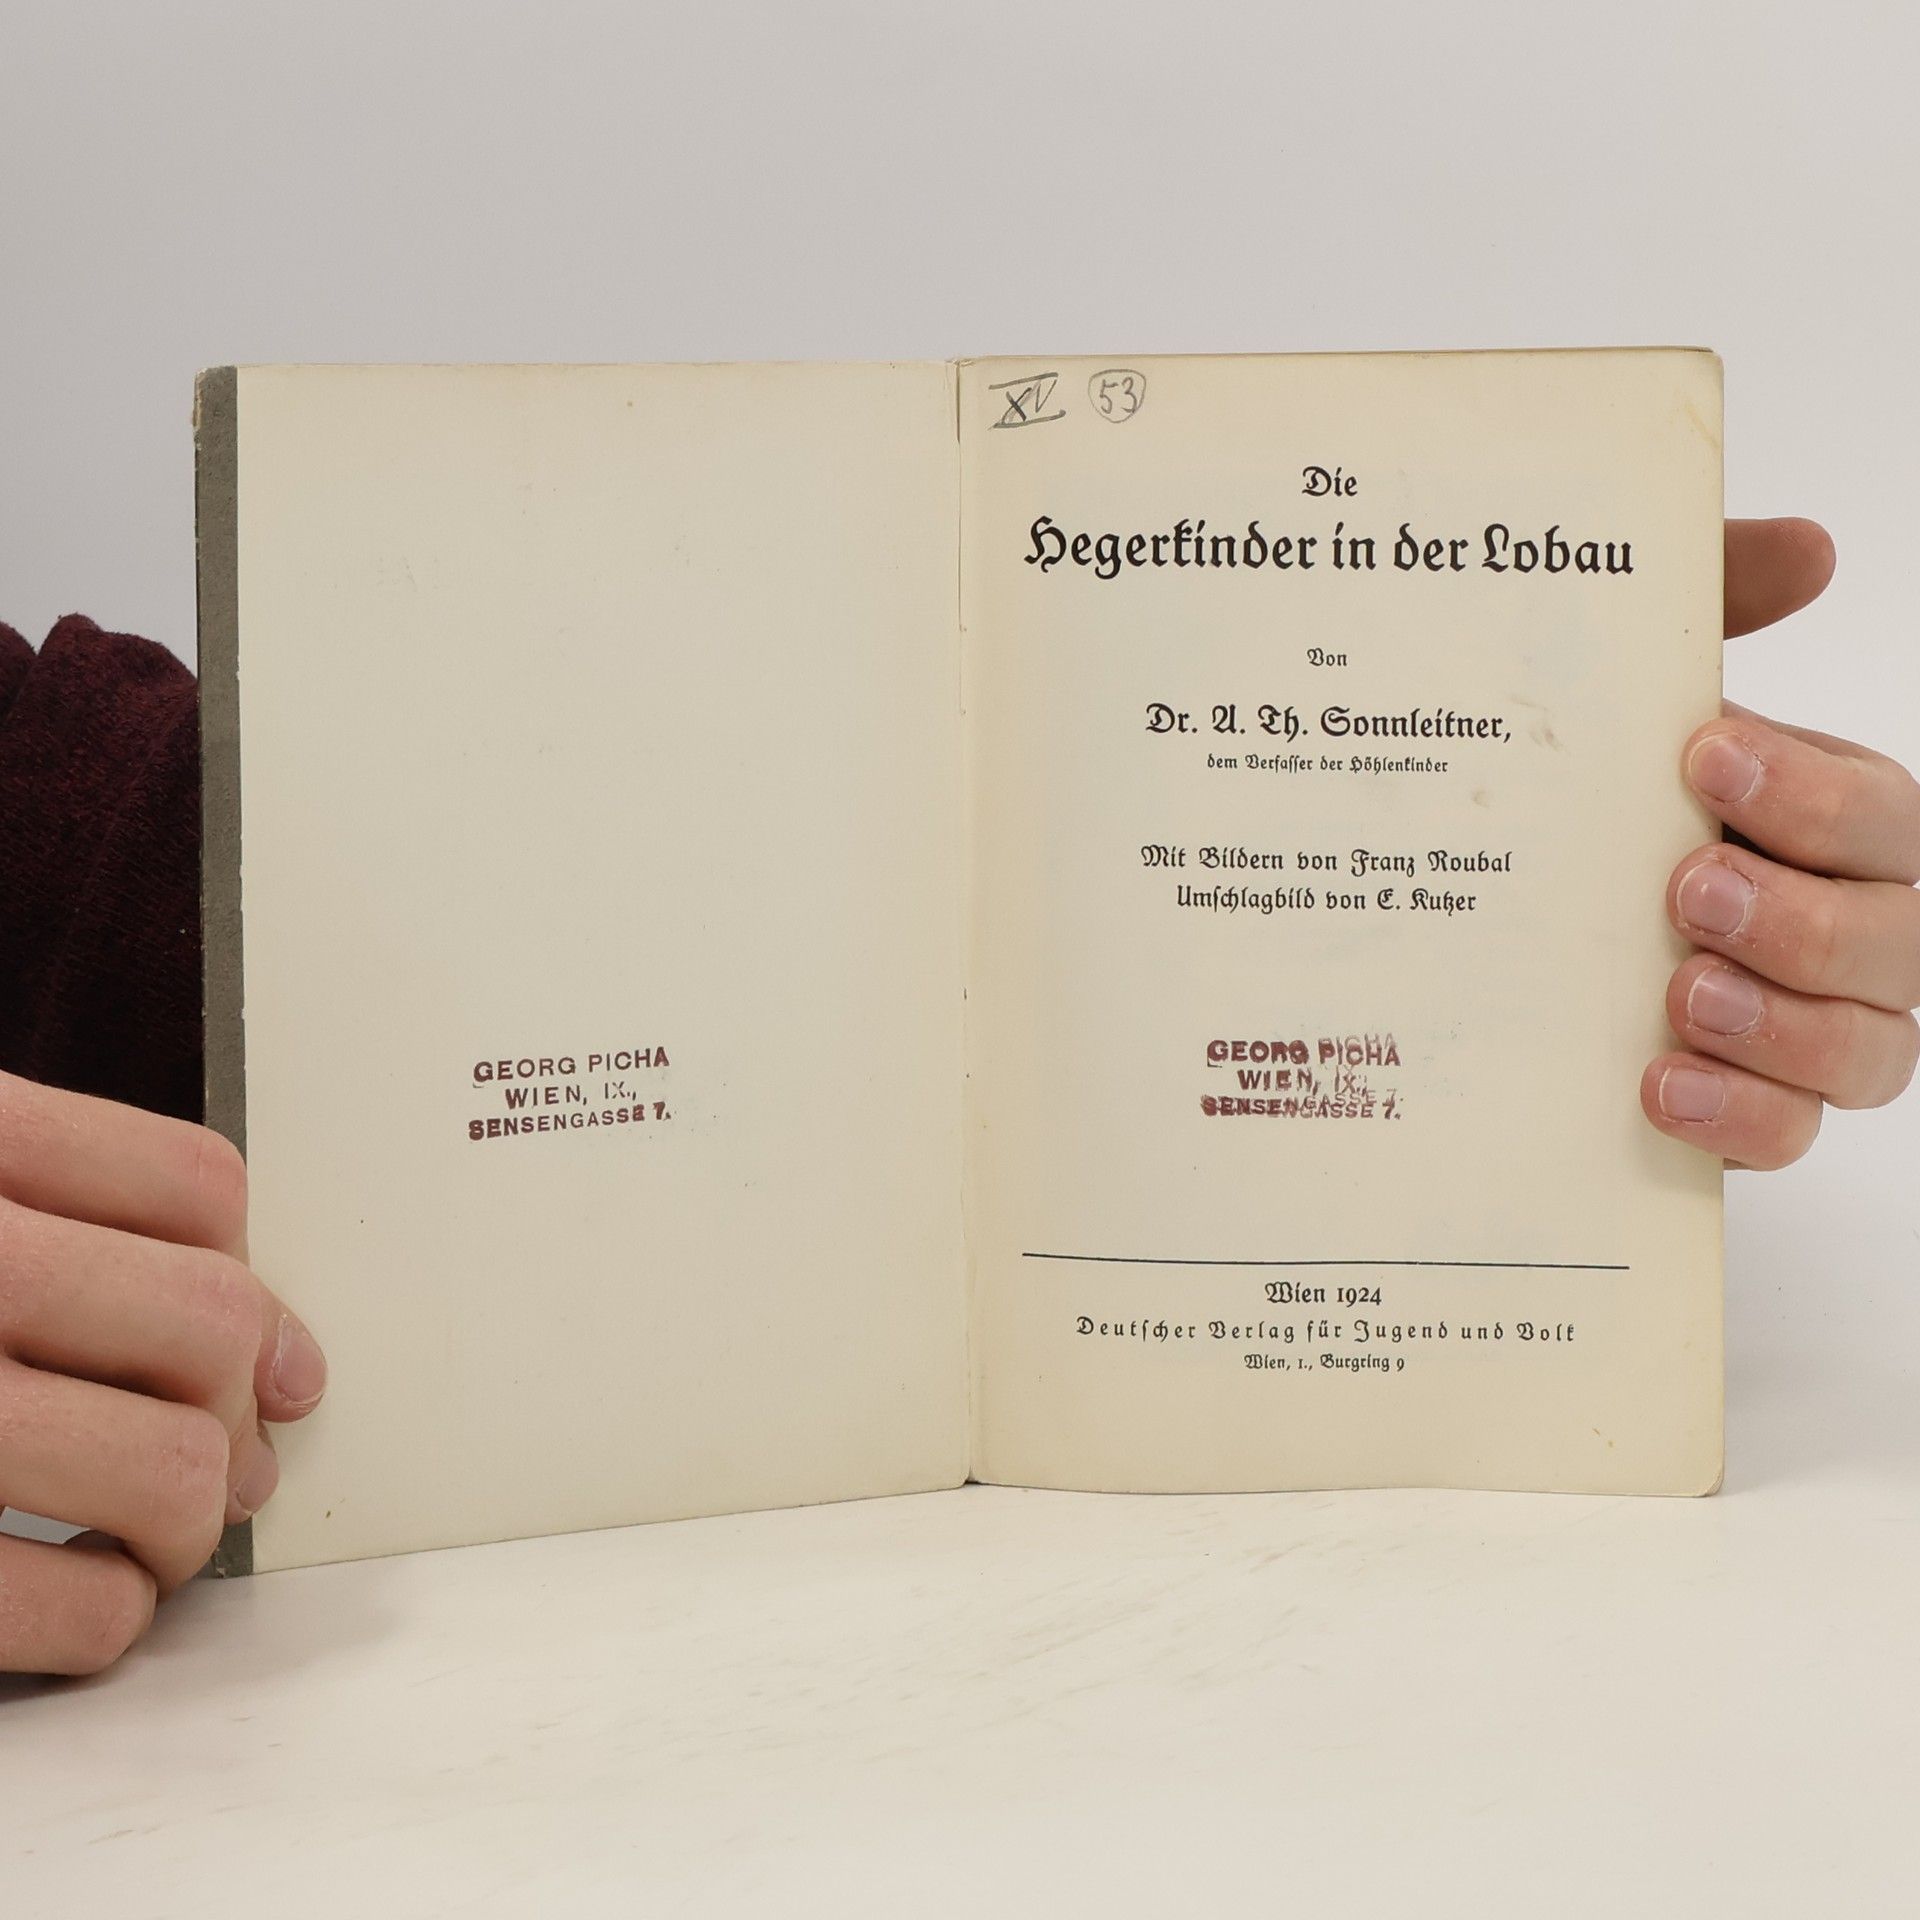 GEORG PICHA
WIEN, IX.,
SENSENGASSE 7.
XV 53
Die
Hegerkinder in der Lobau
Von
Dr. A. Th. Sonnleitner,
dem Verfasser der Höhlenkinder
Mit Bildern von Franz Roubal
Umschlagbild von E. Kutzer
GEORG PICHA
WIEN, IX.,
SENSENGASSE 7.
Wien 1924
Deutscher Verlag für Jugend und Volk
Wien, 1., Burgring 9